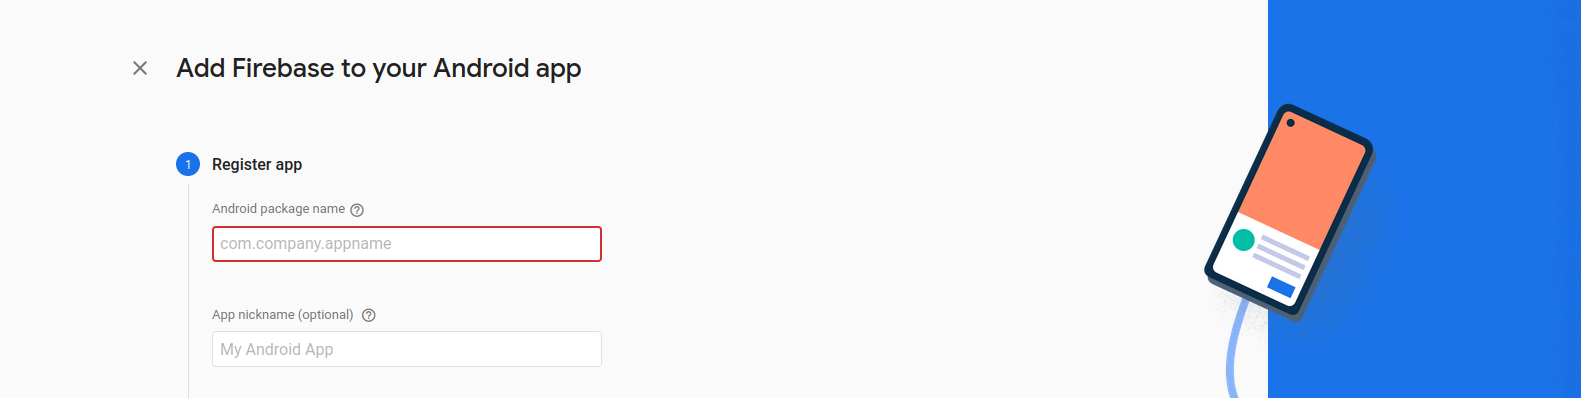 Add Firebase to your Android app
1 Register app
Android package name ?
com.company.appname
App nickname (optional) ?
My Android App